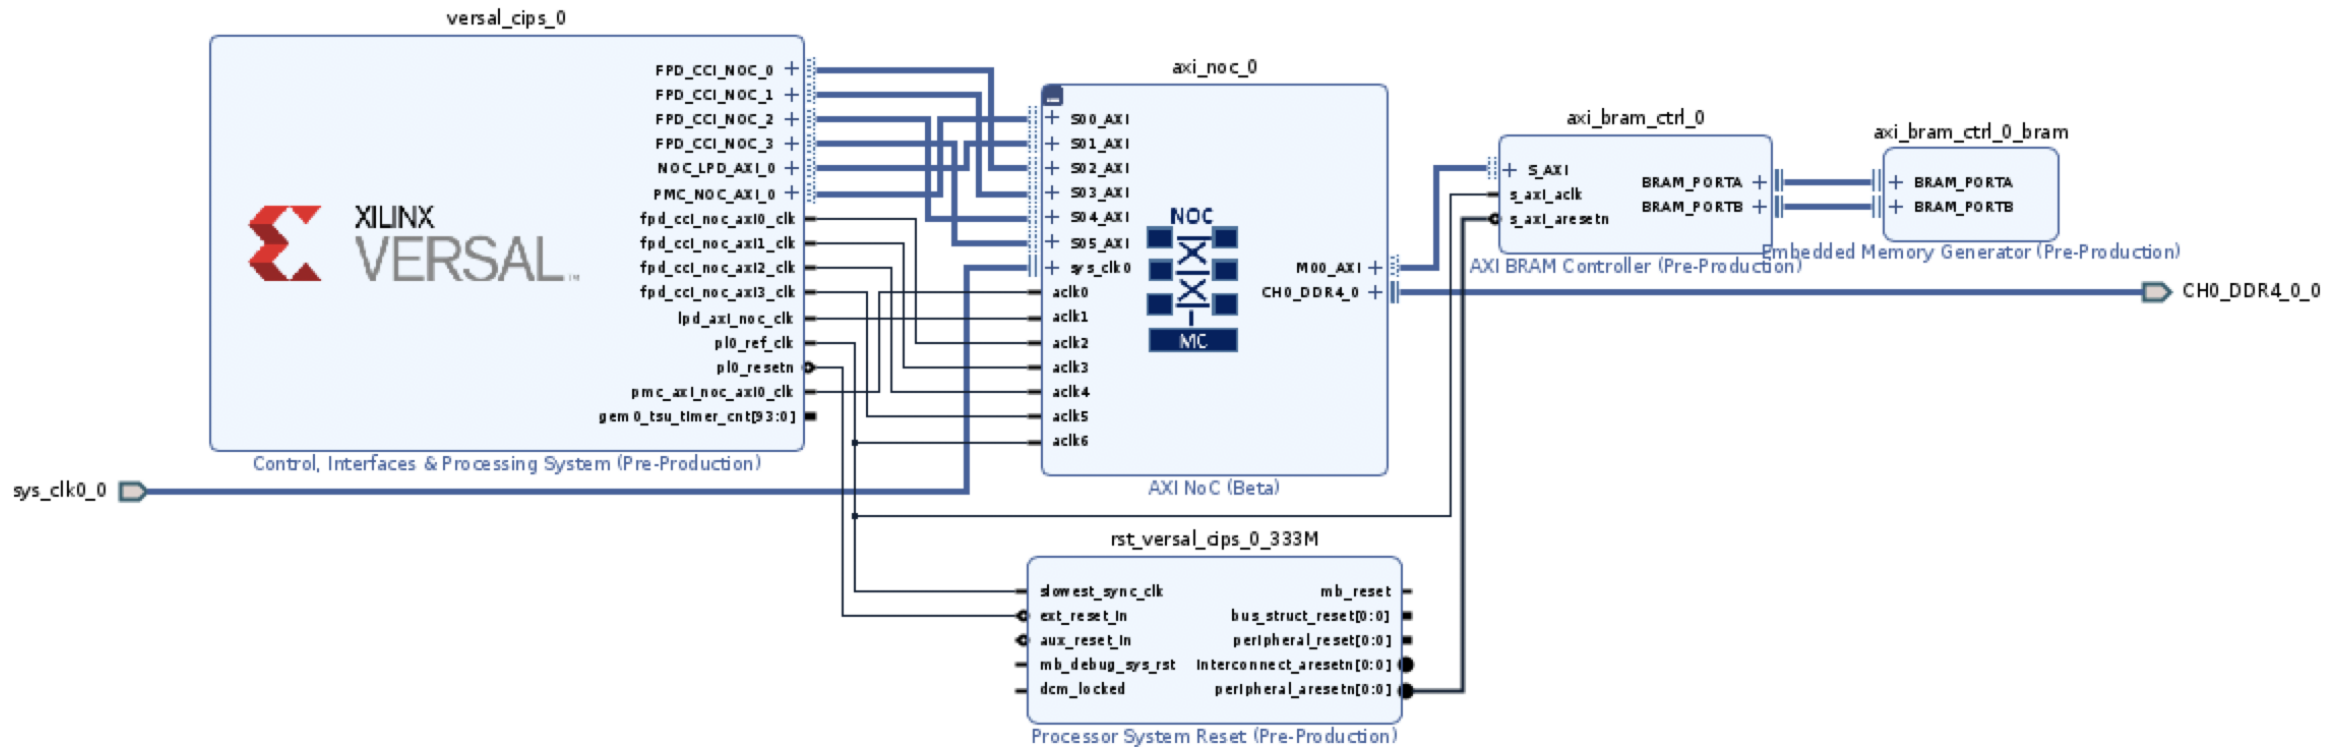 versal_cips_0
FPD_CCI_NOC_0
FPD_CCI_NOC_1
FPD_CCI_NOC_2
FPD_CCI_NOC_3
NOC_LPD_AXI_0
PMC_NOC_AXI_0
fpd_cci_noc_axi0_clk
fpd_cci_noc_axi1_clk
fpd_cci_noc_axi2_clk
fpd_cci_noc_axi3_clk
lpd_axi_noc_clk
pl0_ref_clk
pl0_resetn
pmc_axi_noc_axi0_clk
gem0_tsu_timer_cnt[93:0]
XILINX
VERSAL
Control, Interfaces & Processing System (Pre-Production)
sys_clk0_0
axi_noc_0
S00_AXI
S01_AXI
S02_AXI
S03_AXI
S04_AXI
S05_AXI
sys_clk0
aclk0
aclk1
aclk2
aclk3
aclk4
aclk5
aclk6
NOC
MC
M00_AXI
CH0_DDR4_0
AXI NoC (Beta)
axi_bram_ctrl_0
S_AXI
s_axi_aclk
s_axi_aresetn
BRAM_PORTA
BRAM_PORTB
AXI BRAM Controller (Pre-Production)
axi_bram_ctrl_0_bram
BRAM_PORTA
BRAM_PORTB
Embedded Memory Generator (Pre-Production)
CH0_DDR4_0_0
rst_versal_cips_0_333M
slowest_sync_clk
ext_reset_in
aux_reset_in
mb_debug_sys_rst
dcm_locked
mb_reset
bus_struct_reset[0:0]
peripheral_reset[0:0]
interconnect_aresetn[0:0]
peripheral_aresetn[0:0]
Processor System Reset (Pre-Production)